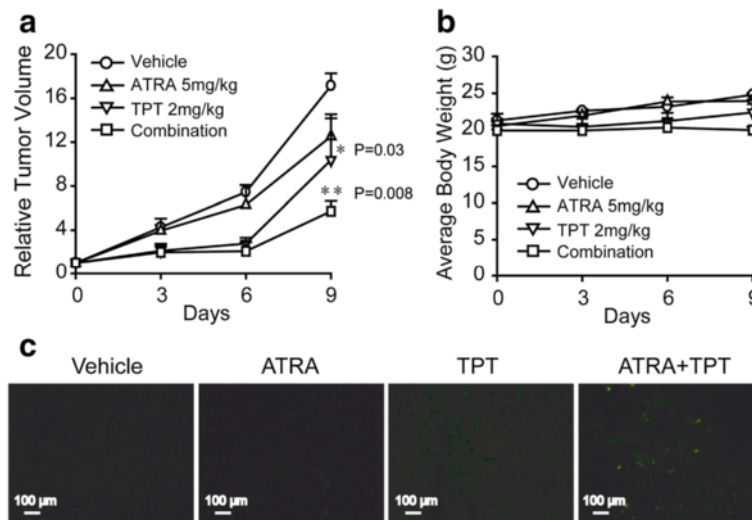 a
Relative Tumor Volume
20
16
12
8
4
0
0 3 6 9
Days
Vehicle
ATRA 5mg/kg
TPT 2mg/kg
Combination
* P=0.03
** P=0.008
b
Average Body Weight (g)
30
25
20
15
10
5
0
0 3 6 9
Days
Vehicle
ATRA 5mg/kg
TPT 2mg/kg
Combination
c
Vehicle ATRA TPT ATRA+TPT
100 µm 100 µm 100 µm 100 µm